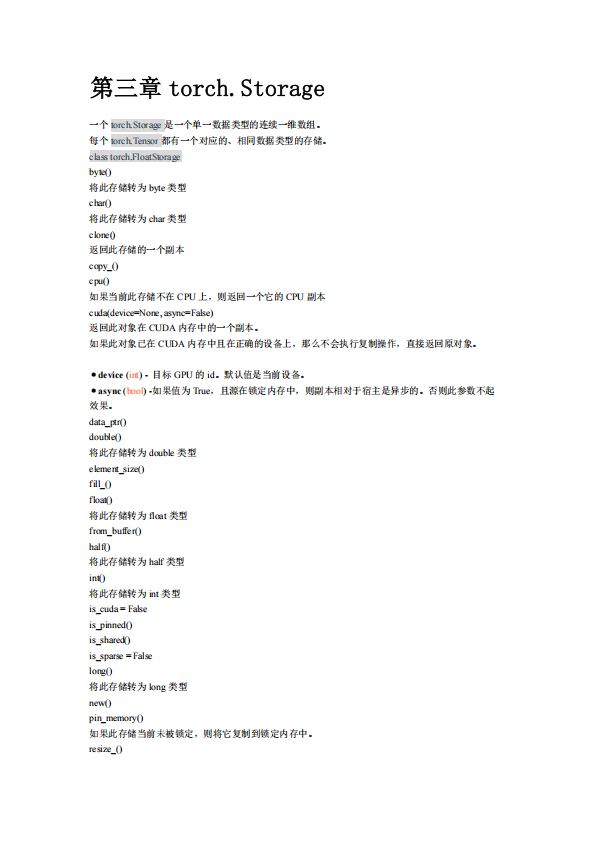 第三章 torch.Storage
一个 torch.Storage 是一个单一数据类型的连续一维数组。
每个 torch.Tensor 都有一个对应的、相同数据类型的存储。
class torch.FloatStorage
byte()
将此存储转为 byte 类型
char()
将此存储转为 char 类型
clone()
返回此存储的一个副本
copy_()
cpu()
如果当前此存储不在 CPU 上，则返回一个它的 CPU 副本
cuda(device=None, async=False)
返回此对象在 CUDA 内存中的一个副本。
如果此对象已在 CUDA 内存中且在正确的设备上，那么不会执行复制操作，直接返回原对象。
● device (int) - 目标 GPU 的 id。默认值是当前设备。
● async (bool) -如果值为 True，且源在锁定内存中，则副本相对于宿主是异步的。否则此参数不起
效果。
data_ptr()
double()
将此存储转为 double 类型
element_size()
fill_()
float()
将此存储转为 float 类型
from_buffer()
half()
将此存储转为 half 类型
int()
将此存储转为 int 类型
is_cuda = False
is_pinned()
is_shared()
is_sparse = False
long()
将此存储转为 long 类型
new()
pin_memory()
如果此存储当前未被锁定，则将它复制到锁定内存中。
resize_()